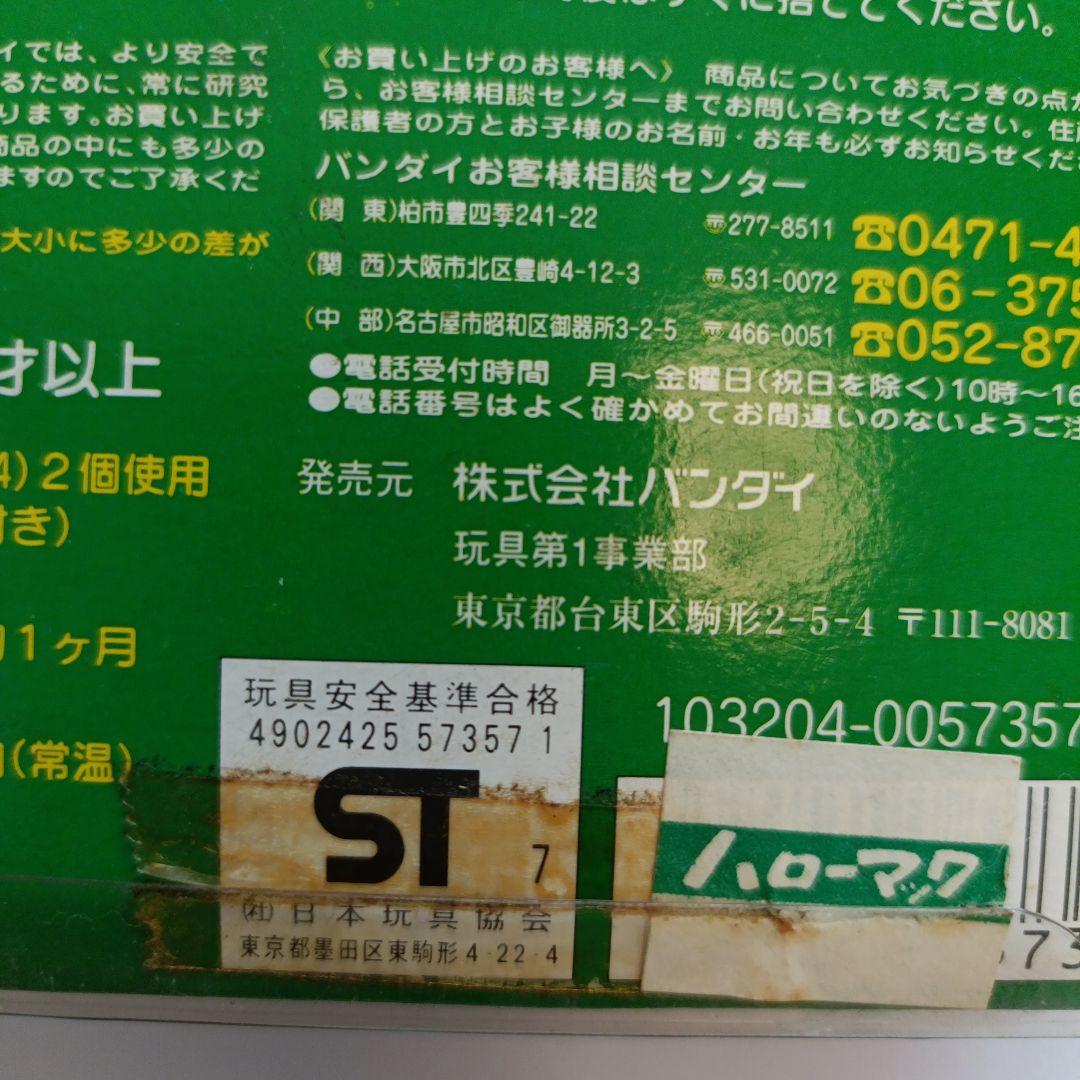 に捨ててください。
イでは、より安全で
るために、常に研究
ります。お買い上げ
商品の中にも多少の
ますのでご了承くだ
大小に多少の差が
才以上
4)2個使用
付き)
1ヶ月
(常温)
《お買い上げのお客様へ》 商品についてお気づきの点が
ら、お客様相談センターまでお問い合わせください。住
保護者の方とお子様のお名前・お年も必ずお知らせくだ
バンダイお客様相談センター
(関 東)柏市豊四季241-22 〒277-8511 ☎0471-4
(関 西)大阪市北区豊崎4-12-3 〒531-0072 ☎06-375
(中 部)名古屋市昭和区御器所3-2-5 〒466-0051 ☎052-87
●電話受付時間 月〜金曜日(祝日を除く)10時〜16
●電話番号はよく確かめてお間違いのないようご注
発売元 株式会社バンダイ
玩具第1事業部
東京都台東区駒形2-5-4 〒111-8081
103204-0057357
玩具安全基準合格
4902425 57357 1
ST 7
(社)日本玩具協会
東京都墨田区東駒形4-22-4
ハローマック
73